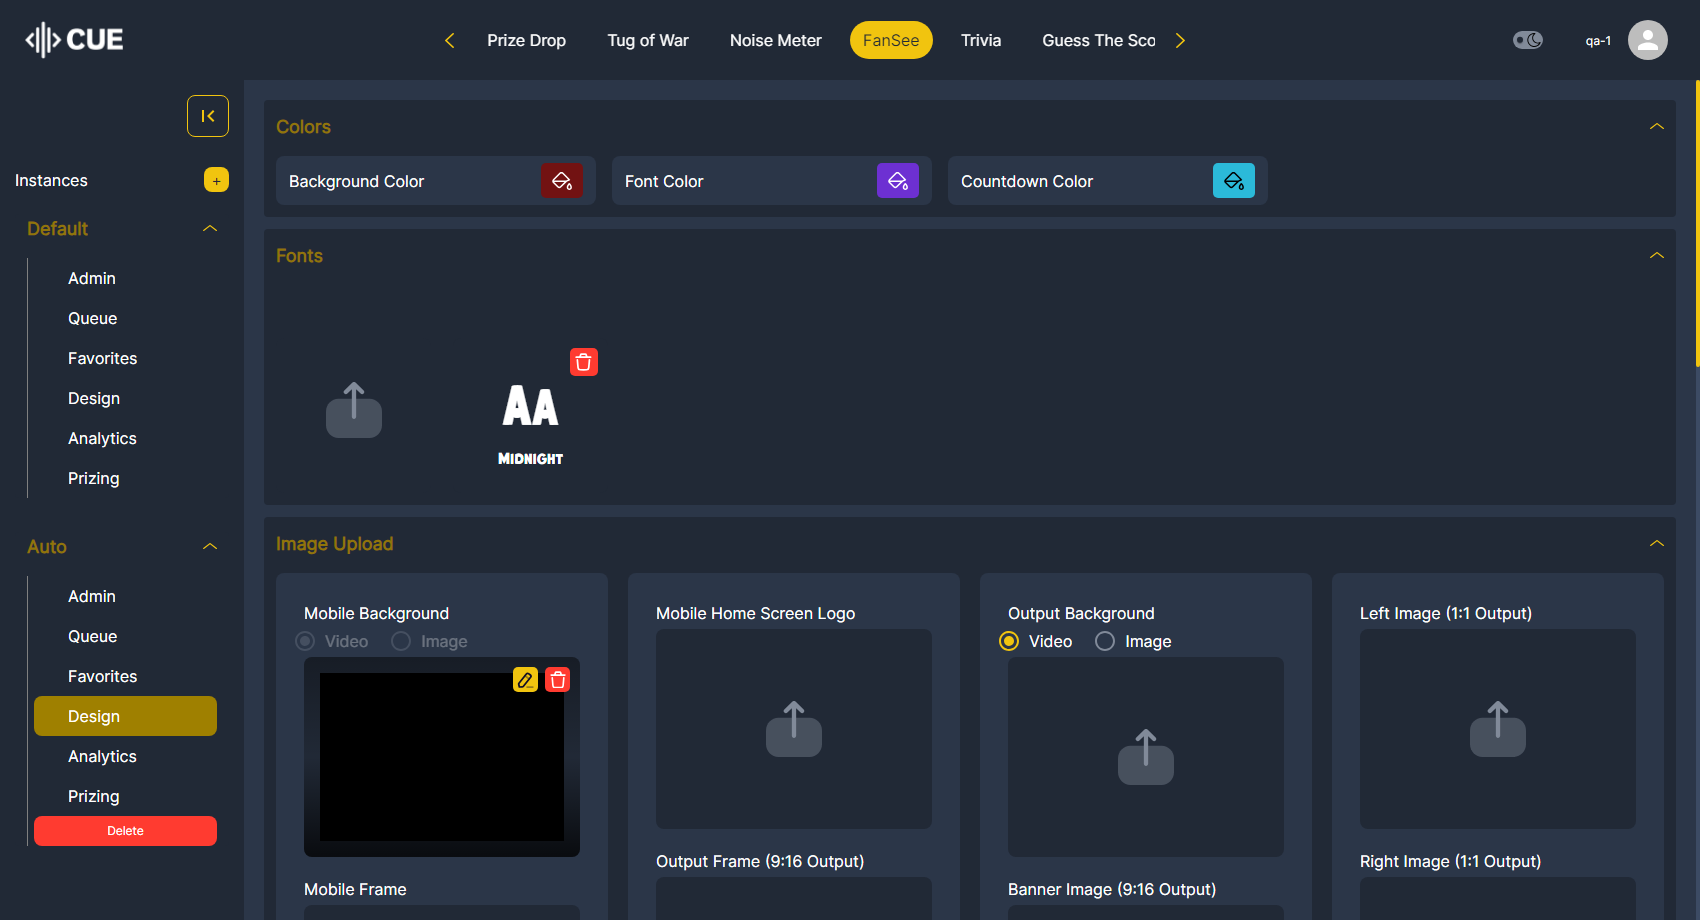 CUE
Prize Drop
Tug of War
Noise Meter
FanSee
Trivia
Guess The Sco
qa-1
Instances
+
Default
Admin
Queue
Favorites
Design
Analytics
Prizing
Auto
Admin
Queue
Favorites
Design
Analytics
Prizing
Delete
Colors
Background Color
Font Color
Countdown Color
Fonts
AA
MIDNIGHT
Image Upload
Mobile Background
Video
Image
Mobile Frame
Mobile Home Screen Logo
Output Frame (9:16 Output)
Output Background
Video
Image
Banner Image (9:16 Output)
Left Image (1:1 Output)
Right Image (1:1 Output)